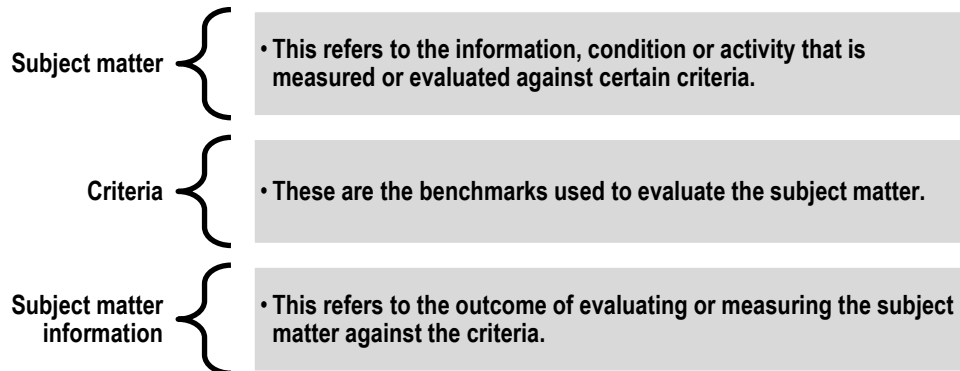 Subject matter
• This refers to the information, condition or activity that is
measured or evaluated against certain criteria.
Criteria
• These are the benchmarks used to evaluate the subject matter.
Subject matter
information
• This refers to the outcome of evaluating or measuring the subject
matter against the criteria.